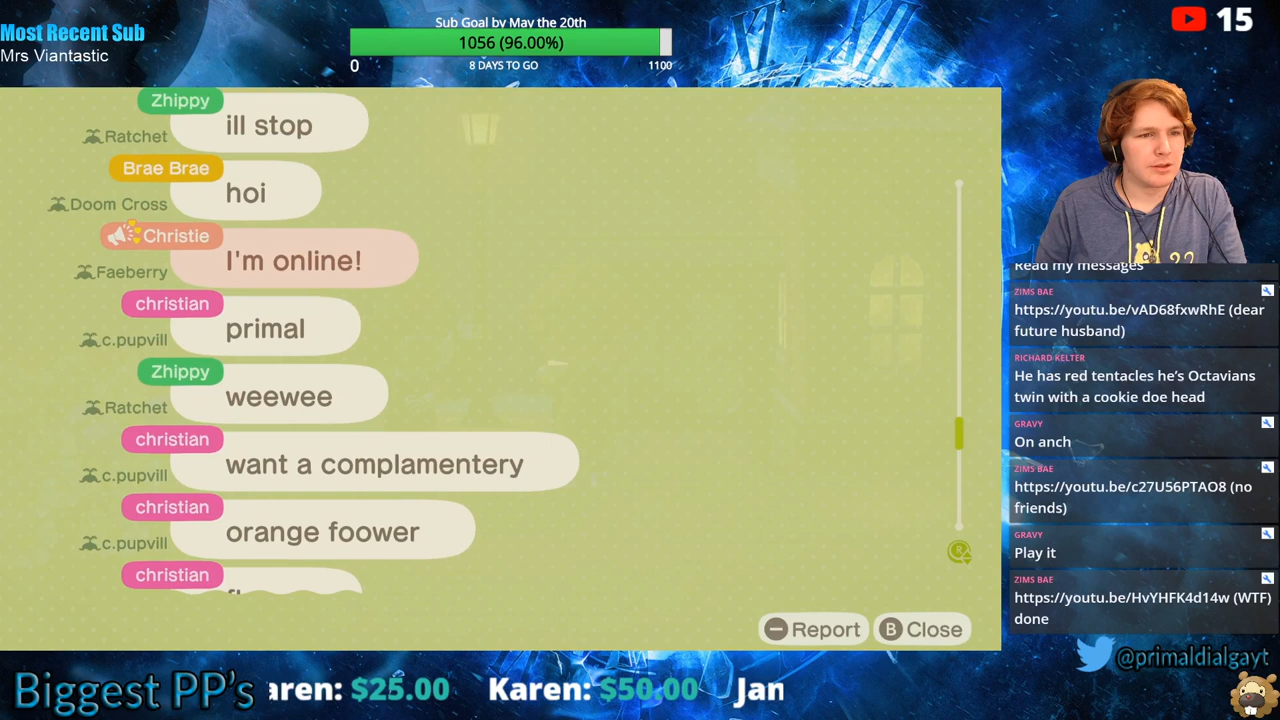 Most Recent Sub
Mrs Viantastic
Sub Goal by May the 20th
1056 (96.00%)
0
8 DAYS TO GO
1100
15
Zhippy
ill stop
Ratchet
Brae Brae
hoi
Doom Cross
Christie
I'm online!
Faeberry
christian
primal
c.pupvill
Zhippy
weewee
Ratchet
christian
want a complamentery
c.pupvill
christian
orange foower
c.pupvill
christian
R
Report
B Close
Read my messages
ZIMS BAE
https://youtu.be/vAD68fxwRhE (dear
future husband)
RICHARD KELTER
He has red tentacles he's Octavians
twin with a cookie doe head
GRAVY
On anch
ZIMS BAE
https://youtu.be/c27U56PTAO8 (no
friends)
GRAVY
Play it
ZIMS BAE
https://youtu.be/HvYHFK4d14w (WTF)
done
@primaldialgayt
Biggest PP's
aren: $25.00 Karen: $50.00 Jan